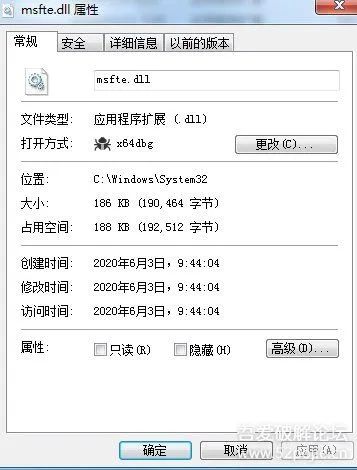 msfte.dll 属性
常规 安全 详细信息 以前的版本
msfte.dll
文件类型: 应用程序扩展 (.dll)
打开方式: x64dbg 更改(C)...
位置: C:\Windows\System32
大小: 186 KB (190,464 字节)
占用空间: 188 KB (192,512 字节)
创建时间: 2020年6月3日，9:44:04
修改时间: 2020年6月3日，9:44:04
访问时间: 2020年6月3日，9:44:04
属性: 只读(R) 隐藏(H) 高级(D)...
吾爱破解论坛
确定 取消 应用(A)
www.52pojie.cn